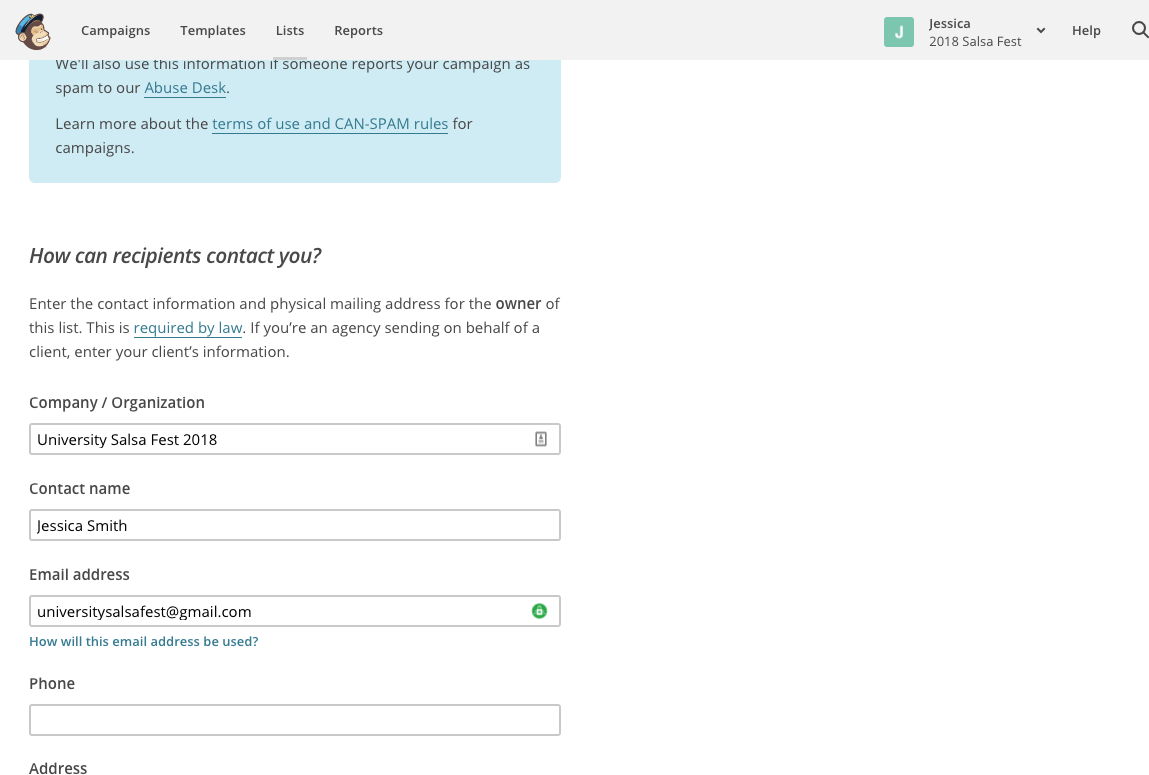 Campaigns Templates Lists Reports
J
Jessica
2018 Salsa Fest
Help
We'll also use this information if someone reports your campaign as
spam to our Abuse Desk.
Learn more about the terms of use and CAN-SPAM rules for
campaigns.
How can recipients contact you?
Enter the contact information and physical mailing address for the owner of
this list. This is required by law. If you’re an agency sending on behalf of a
client, enter your client’s information.
Company / Organization
University Salsa Fest 2018
Contact name
Jessica Smith
Email address
universitysalsafest@gmail.com
How will this email address be used?
Phone
Address